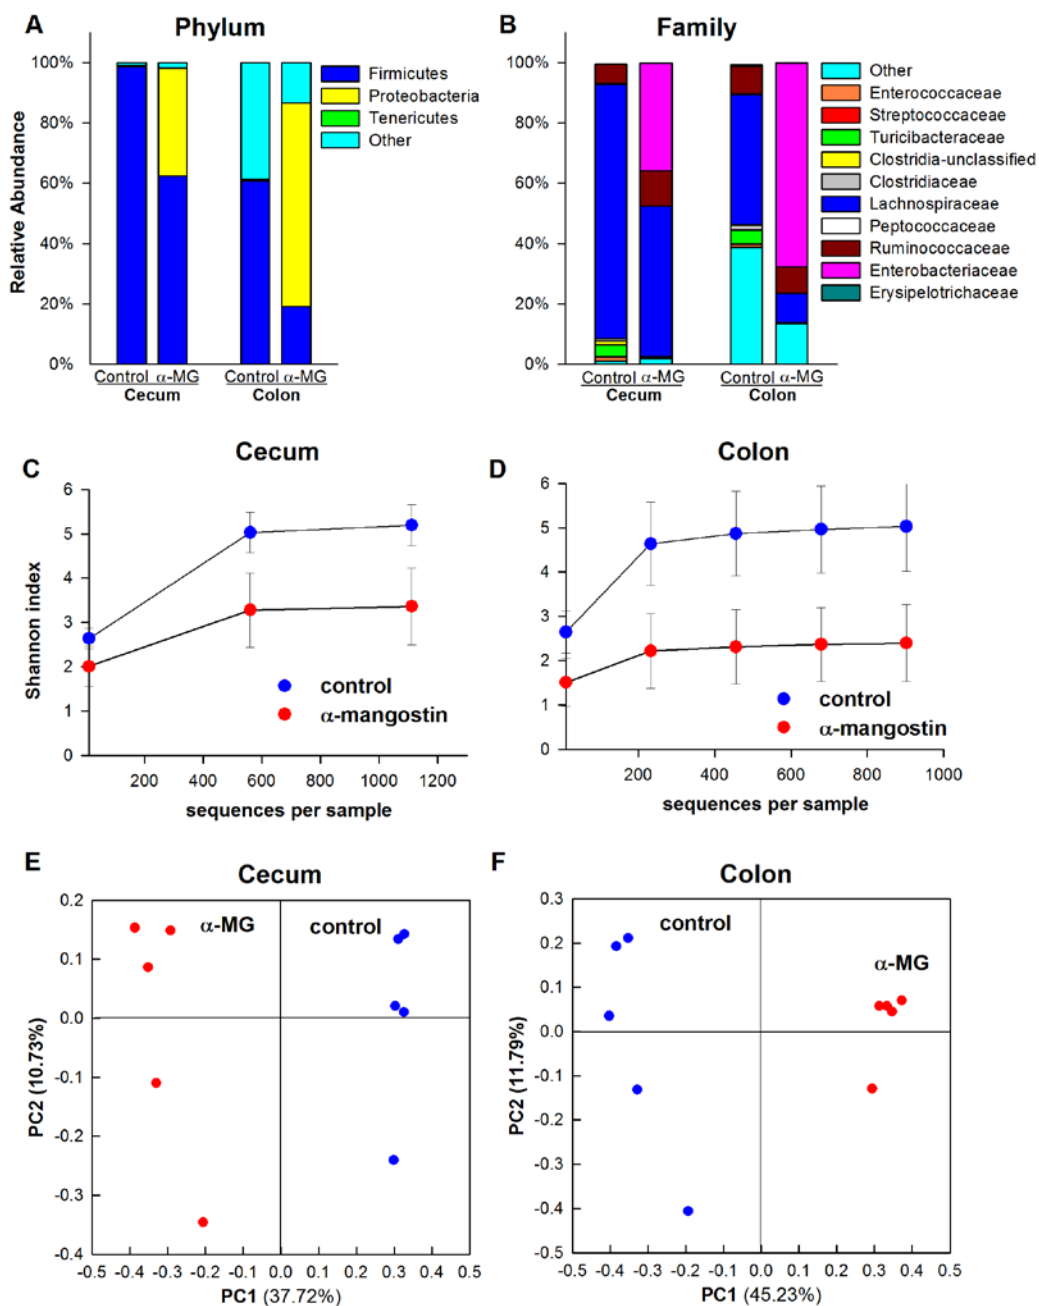 A
Phylum
Relative Abundance
100%
80%
60%
40%
20%
0%
Firmicutes
Proteobacteria
Tenericutes
Other
Control α-MG
Cecum
Control α-MG
Colon
B
Family
100%
80%
60%
40%
20%
0%
Other
Enterococcaceae
Streptococcaceae
Turicibacteraceae
Clostridia-unclassified
Clostridiaceae
Lachnospiraceae
Peptococcaceae
Ruminococcaceae
Enterobacteriaceae
Erysipelotrichaceae
Control α-MG
Cecum
Control α-MG
Colon
C
Cecum
Shannon index
6
5
4
3
2
1
0
control
α-mangostin
200 400 600 800 1000 1200
sequences per sample
D
Colon
6
5
4
3
2
1
0
control
α-mangostin
200 400 600 800 1000
sequences per sample
E
Cecum
PC2 (10.73%)
0.2
0.1
0.0
-0.1
-0.2
-0.3
-0.4
α-MG
control
-0.5 -0.4 -0.3 -0.2 -0.1 0.0 0.1 0.2 0.3 0.4 0.5
PC1 (37.72%)
F
Colon
PC2 (11.79%)
0.3
0.2
0.1
0.0
-0.1
-0.2
-0.3
-0.4
-0.5
control
α-MG
-0.5 -0.4 -0.3 -0.2 -0.1 0.0 0.1 0.2 0.3 0.4 0.5
PC1 (45.23%)